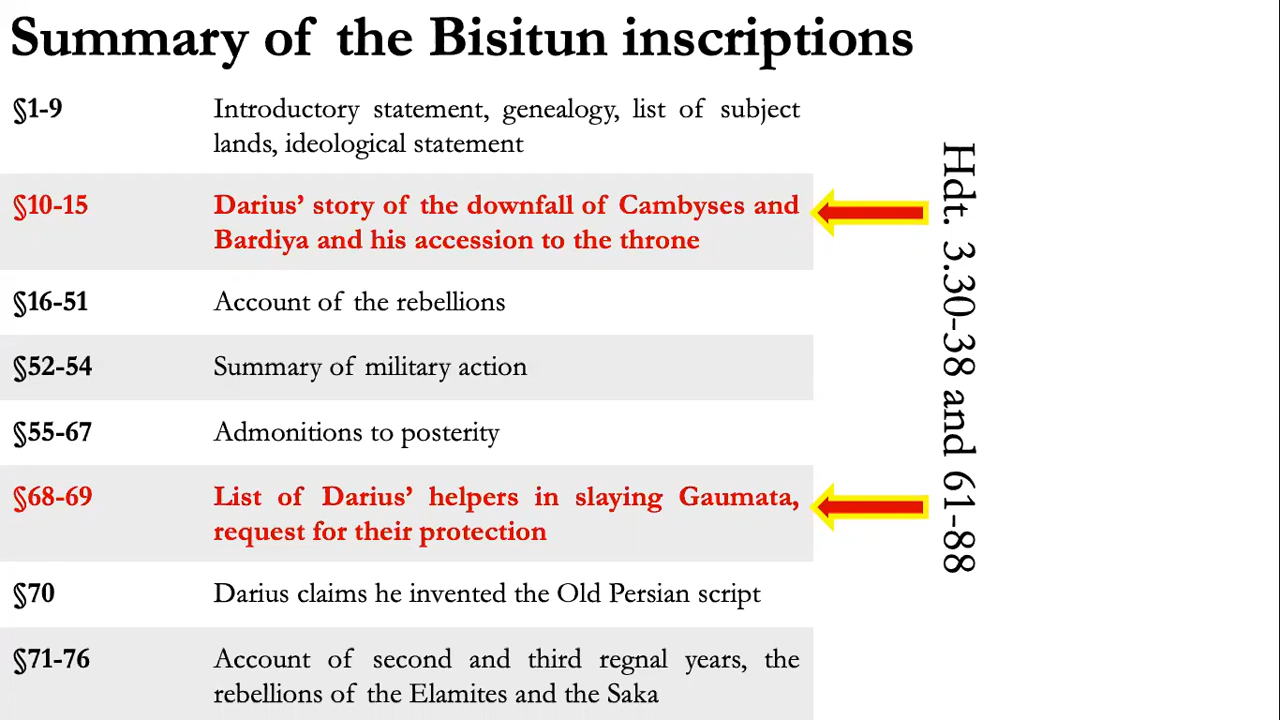 Summary of the Bisitun inscriptions
§1-9
Introductory statement, genealogy, list of subject
lands, ideological statement
§10-15
Darius’ story of the downfall of Cambyses and
Bardiya and his accession to the throne
§16-51
Account of the rebellions
§52-54
Summary of military action
§55-67
Admonitions to posterity
§68-69
List of Darius’ helpers in slaying Gaumata,
request for their protection
§70
Darius claims he invented the Old Persian script
§71-76
Account of second and third regnal years, the
rebellions of the Elamites and the Saka
Hdt. 3.30-38 and 61-88